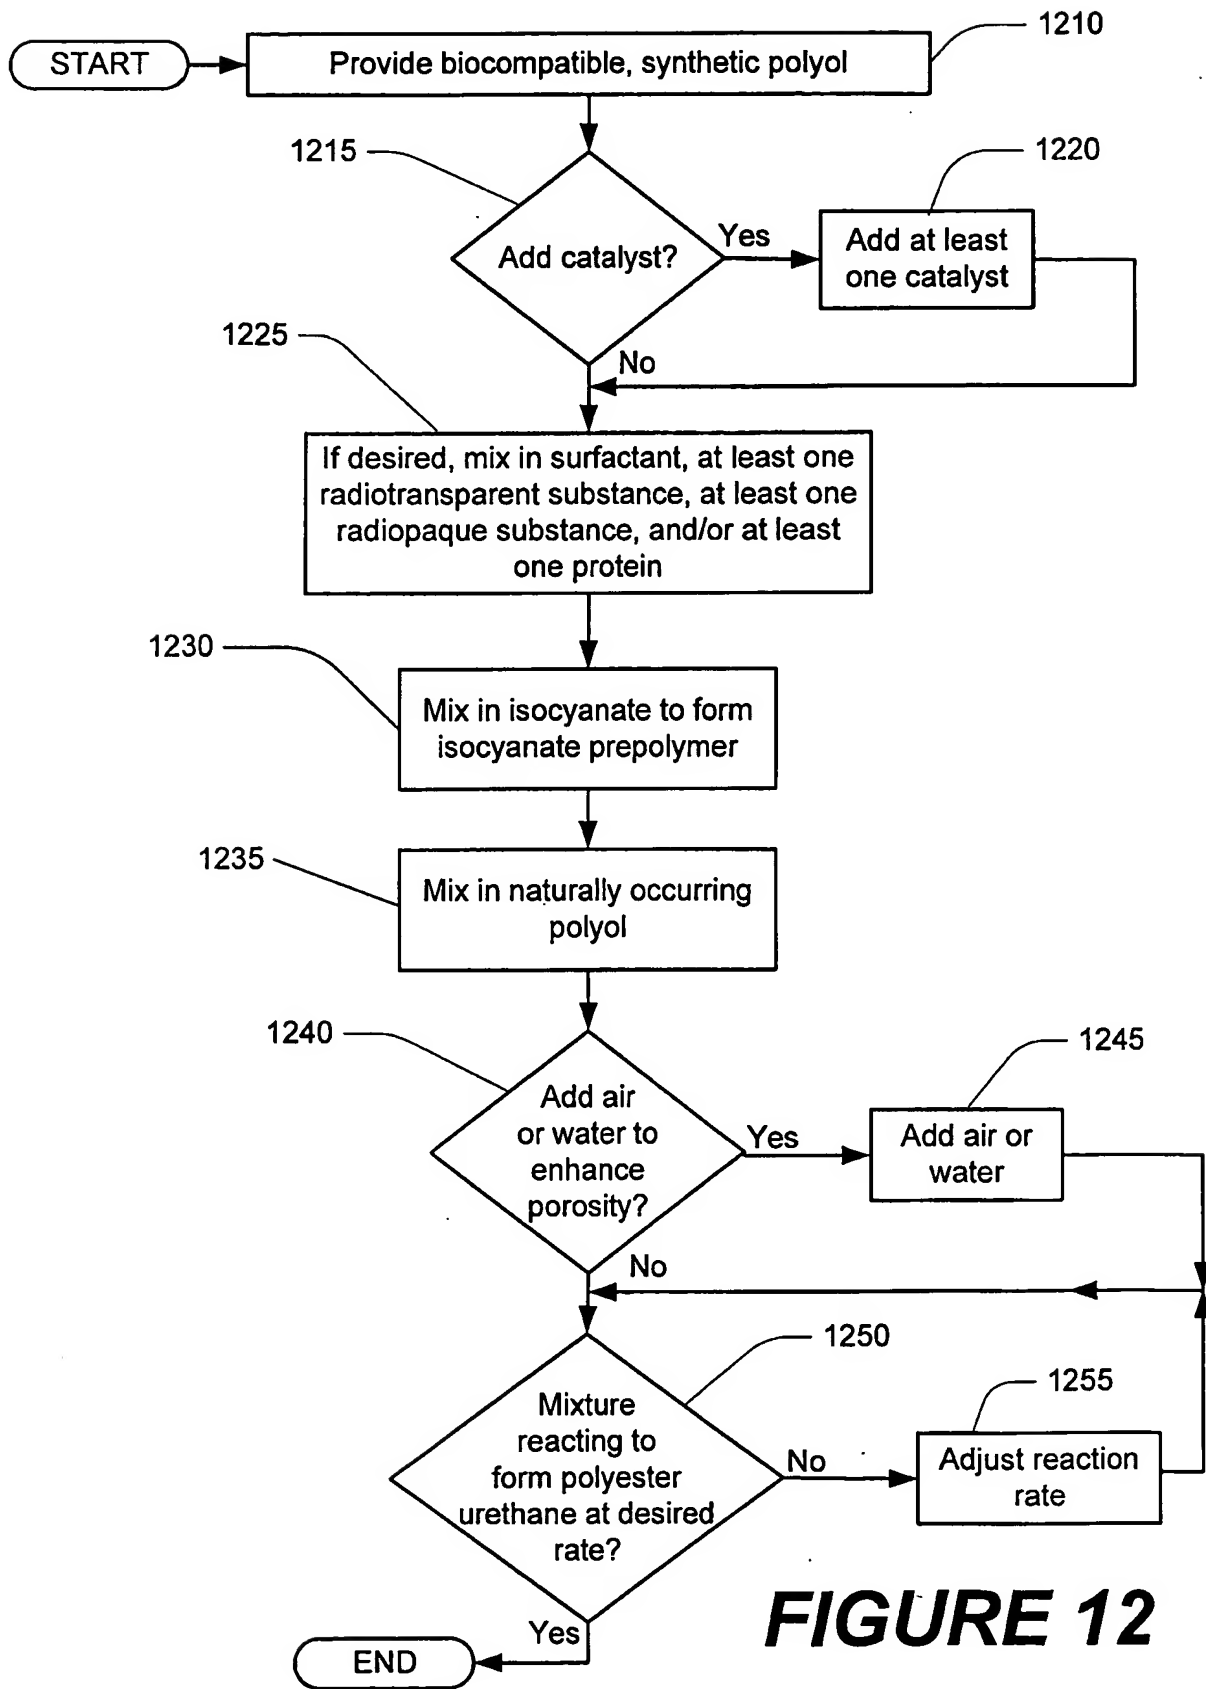 1210
START
Provide biocompatible, synthetic polyol
1215
1220
Add catalyst?
Yes
Add at least
one catalyst
No
1225
If desired, mix in surfactant, at least one
radiotransparent substance, at least one
radiopaque substance, and/or at least
one protein
1230
Mix in isocyanate to form
isocyanate prepolymer
1235
Mix in naturally occurring
polyol
1240
1245
Add air
or water to
enhance
porosity?
Yes
Add air or
water
No
1250
1255
Mixture
reacting to
form polyester
urethane at desired
rate?
No
Adjust reaction
rate
Yes
END
FIGURE 12